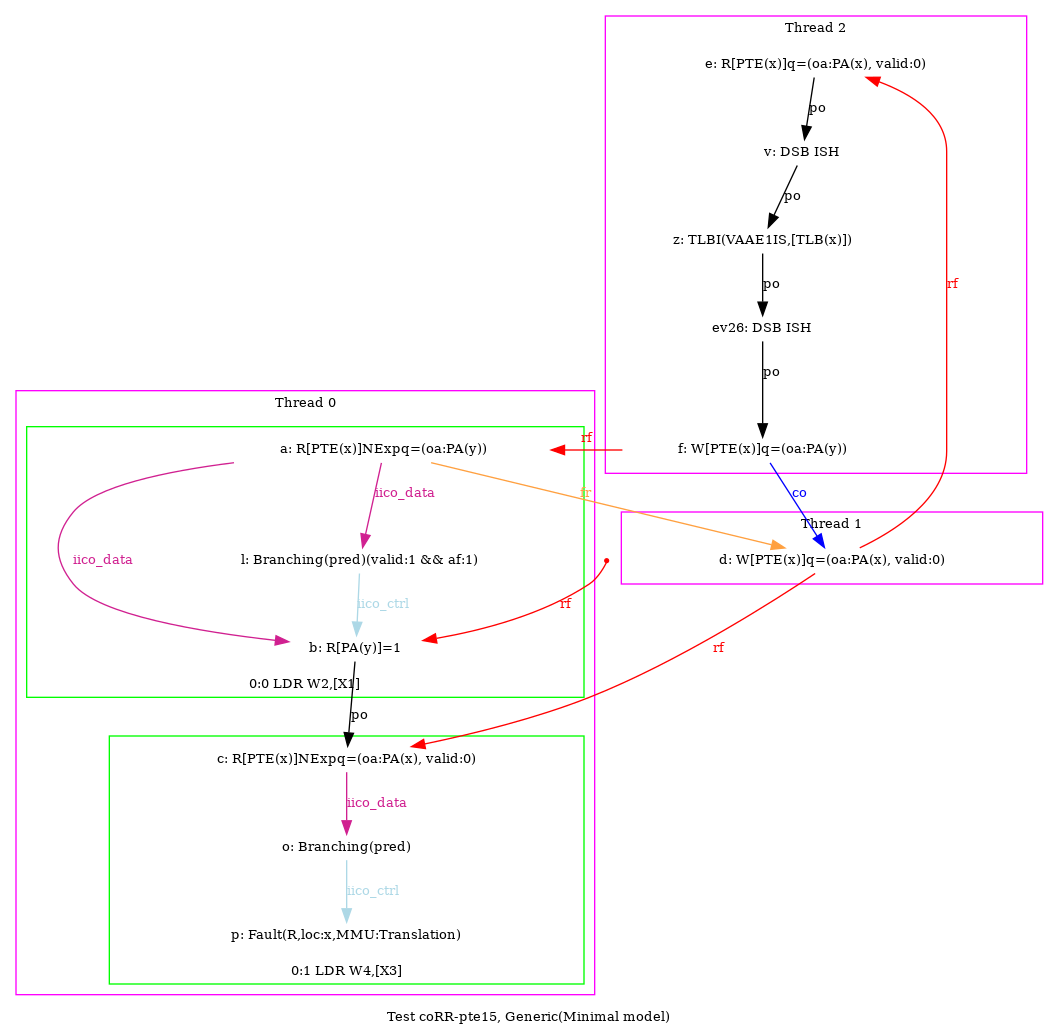 Thread 2
e: R[PTE(x)]q=(oa:PA(x), valid:0)
po
v: DSB ISH
po
z: TLBI(VAAE1IS,[TLB(x)])
po
rf
ev26: DSB ISH
po
f: W[PTE(x)]q=(oa:PA(y))
Thread 0
a: R[PTE(x)]NExpq=(oa:PA(y))
rf
iico_data
fr
co
Thread 1
d: W[PTE(x)]q=(oa:PA(x), valid:0)
iico_data
l: Branching(pred)(valid:1 && af:1)
iico_ctrl
rf
b: R[PA(y)]=1
rf
0:0 LDR W2,[X1]
po
c: R[PTE(x)]NExpq=(oa:PA(x), valid:0)
iico_data
o: Branching(pred)
iico_ctrl
p: Fault(R,loc:x,MMU:Translation)
0:1 LDR W4,[X3]
Test coRR-pte15, Generic(Minimal model)